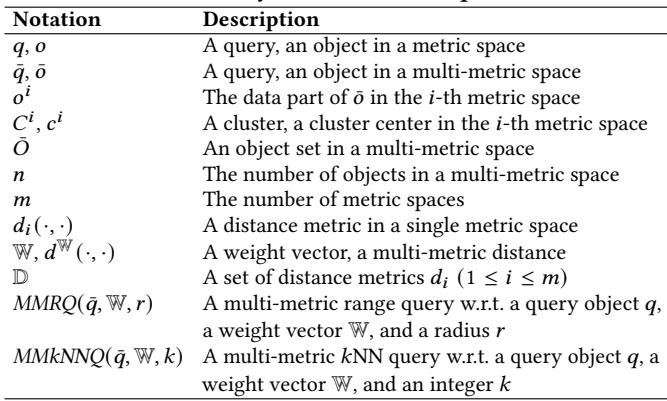 Notation Description
q, o A query, an object in a metric space
q̄, ō A query, an object in a multi-metric space
oⁱ The data part of ō in the i-th metric space
Cⁱ, cⁱ A cluster, a cluster center in the i-th metric space
Ō An object set in a multi-metric space
n The number of objects in a multi-metric space
m The number of metric spaces
dᵢ(·, ·) A distance metric in a single metric space
𝕎, d^𝕎(·, ·) A weight vector, a multi-metric distance
𝔻 A set of distance metrics dᵢ (1 ≤ i ≤ m)
MMRQ(q̄, 𝕎, r) A multi-metric range query w.r.t. a query object q,
a weight vector 𝕎, and a radius r
MMkNNQ(q̄, 𝕎, k) A multi-metric kNN query w.r.t. a query object q, a
weight vector 𝕎, and an integer k